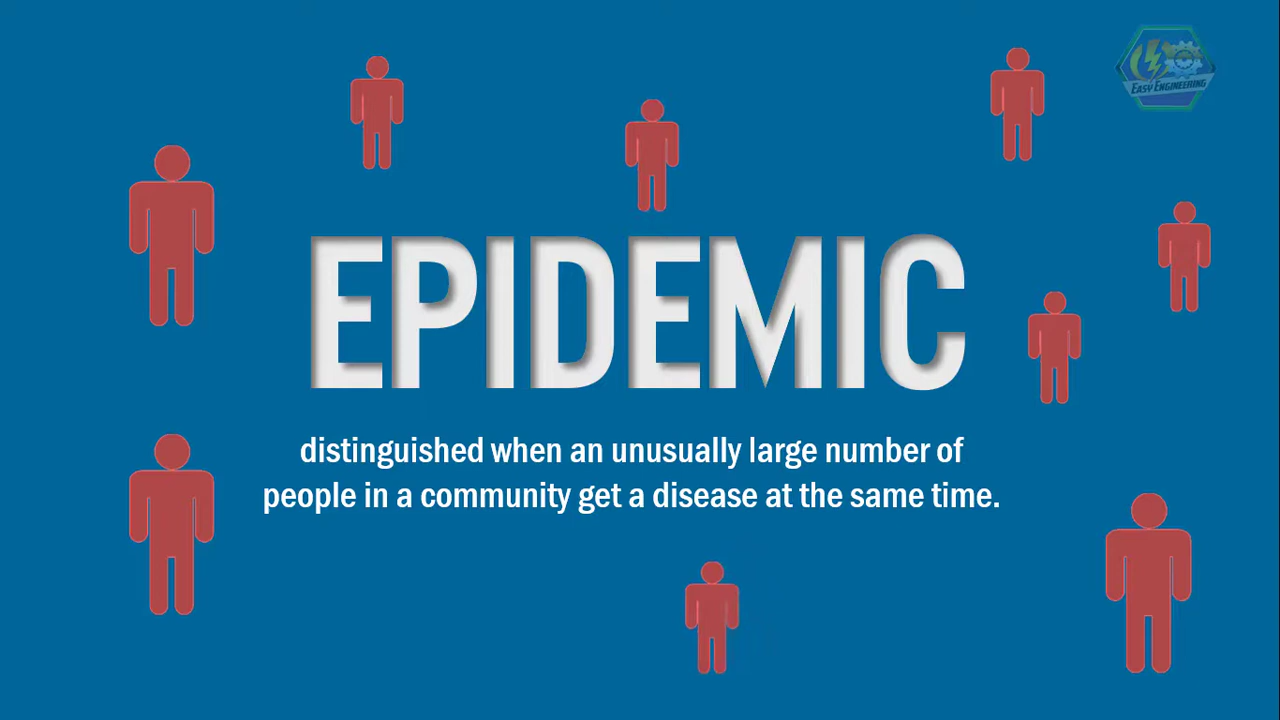 EASY ENGINEERING
EPIDEMIC
distinguished when an unusually large number of
people in a community get a disease at the same time.